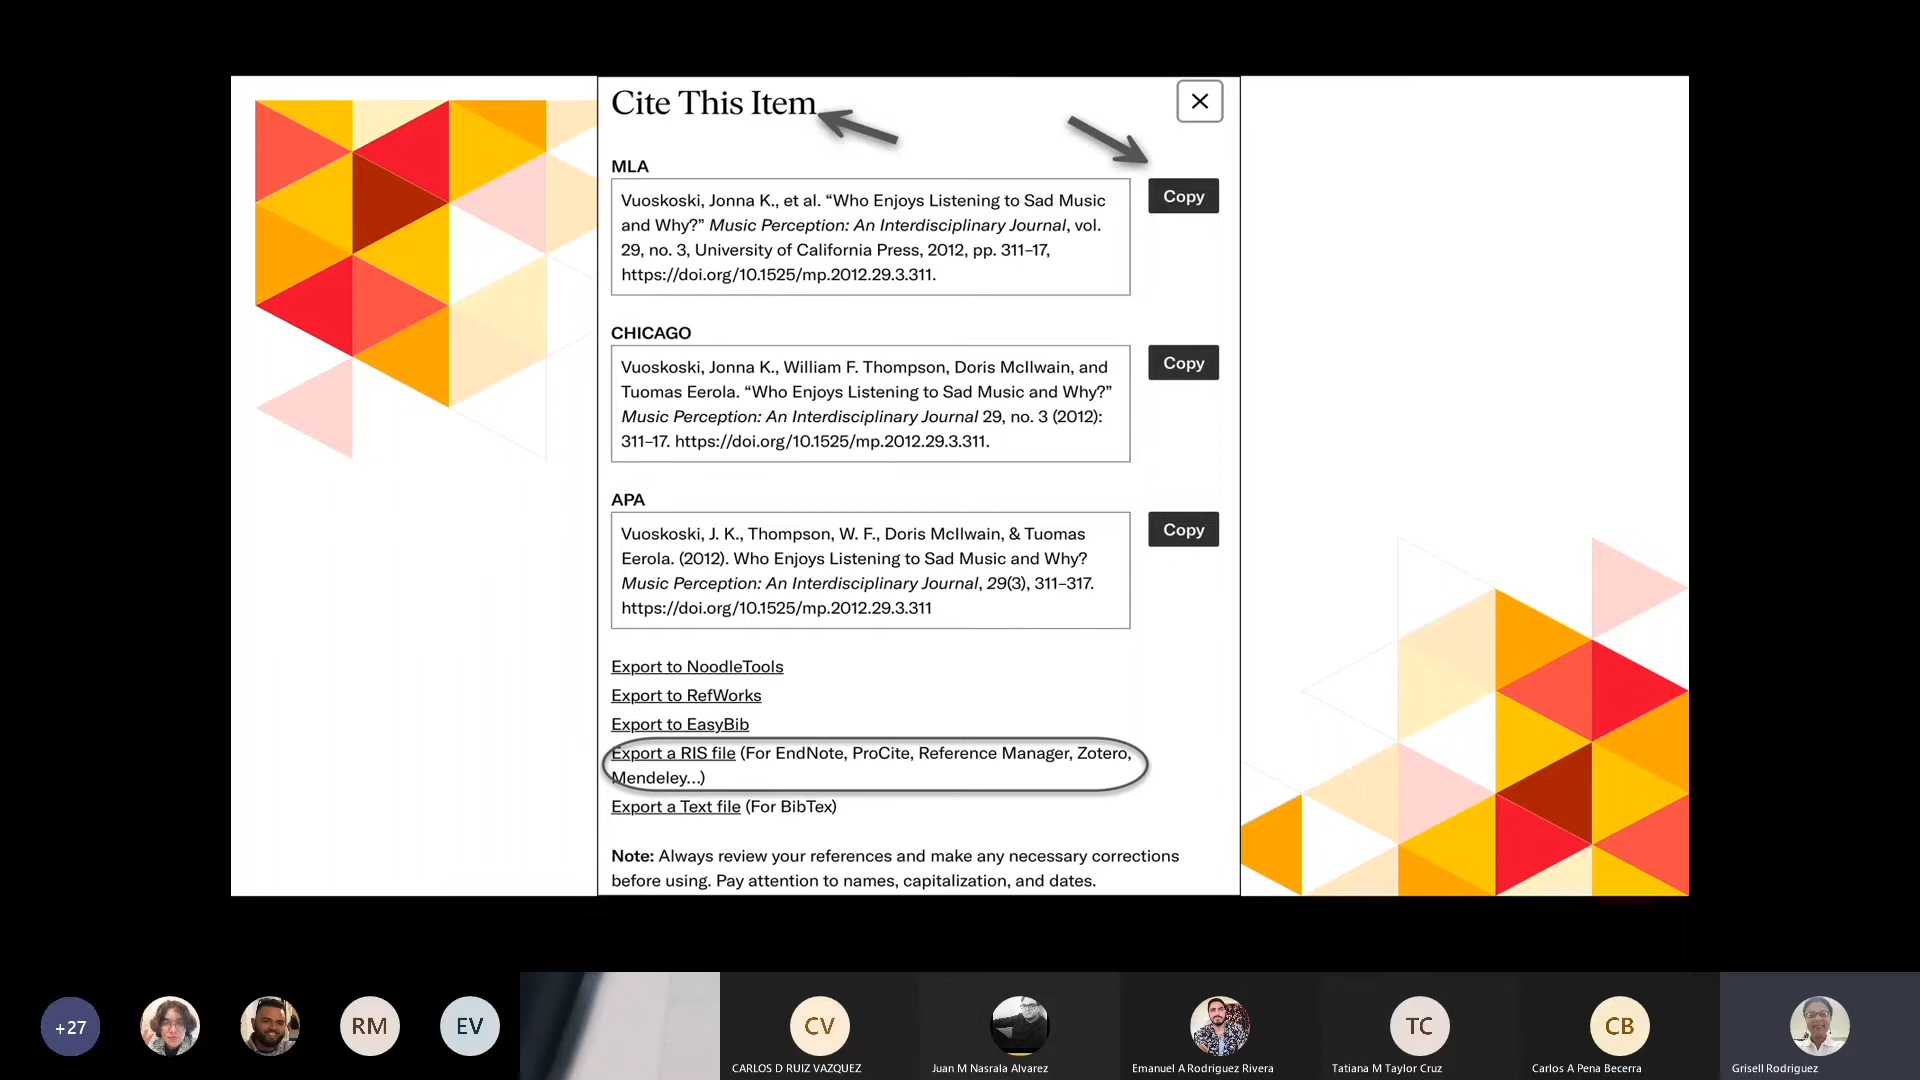 Cite This Item
MLA
Vuoskoski, Jonna K., et al. “Who Enjoys Listening to Sad Music
and Why?” Music Perception: An Interdisciplinary Journal, vol.
29, no. 3, University of California Press, 2012, pp. 311–17,
https://doi.org/10.1525/mp.2012.29.3.311.
Copy
CHICAGO
Vuoskoski, Jonna K., William F. Thompson, Doris McIlwain, and
Tuomas Eerola. “Who Enjoys Listening to Sad Music and Why?”
Music Perception: An Interdisciplinary Journal 29, no. 3 (2012):
311–17. https://doi.org/10.1525/mp.2012.29.3.311.
Copy
APA
Vuoskoski, J. K., Thompson, W. F., Doris McIlwain, & Tuomas
Eerola. (2012). Who Enjoys Listening to Sad Music and Why?
Music Perception: An Interdisciplinary Journal, 29(3), 311–317.
https://doi.org/10.1525/mp.2012.29.3.311
Copy
Export to NoodleTools
Export to RefWorks
Export to EasyBib
Export a RIS file (For EndNote, ProCite, Reference Manager, Zotero,
Mendeley...)
Export a Text file (For BibTex)
Note: Always review your references and make any necessary corrections
before using. Pay attention to names, capitalization, and dates.
+27
RM
EV
CV
TC
CB
CARLOS D RUIZ VAZQUEZ
Juan M Nasrala Alvarez
Emanuel A Rodriguez Rivera
Tatiana M Taylor Cruz
Carlos A Pena Becerra
Grisell Rodriguez